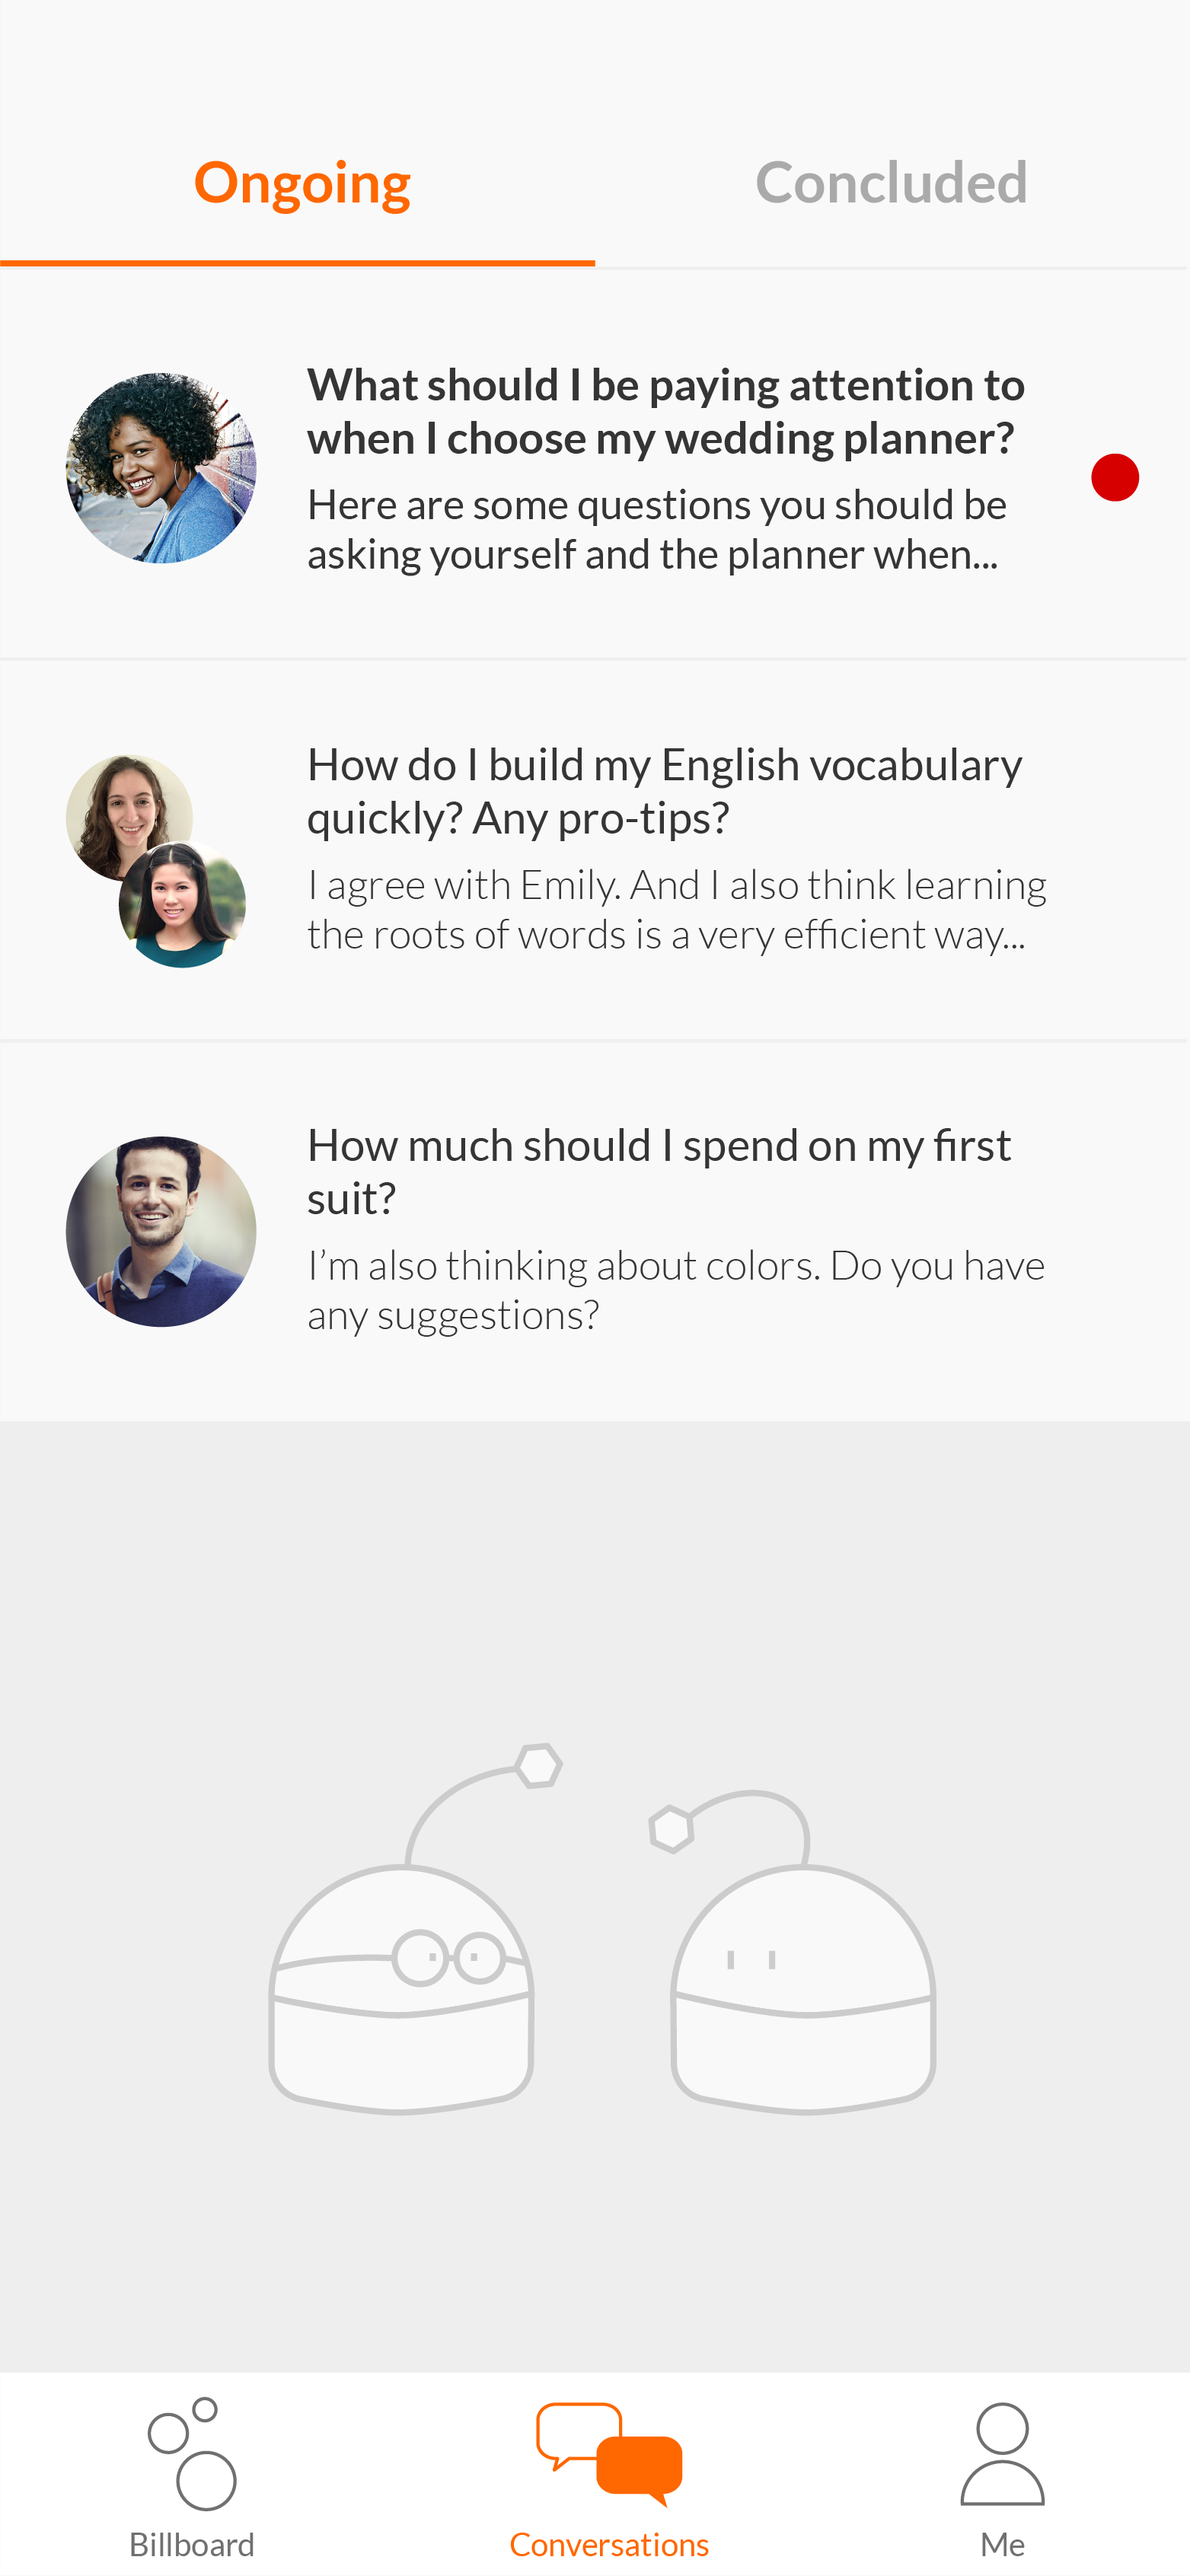 Ongoing
Concluded
What should I be paying attention to
when I choose my wedding planner?
Here are some questions you should be
asking yourself and the planner when...
How do I build my English vocabulary
quickly? Any pro-tips?
I agree with Emily. And I also think learning
the roots of words is a very efficient way...
How much should I spend on my first
suit?
I’m also thinking about colors. Do you have
any suggestions?
Billboard
Conversations
Me